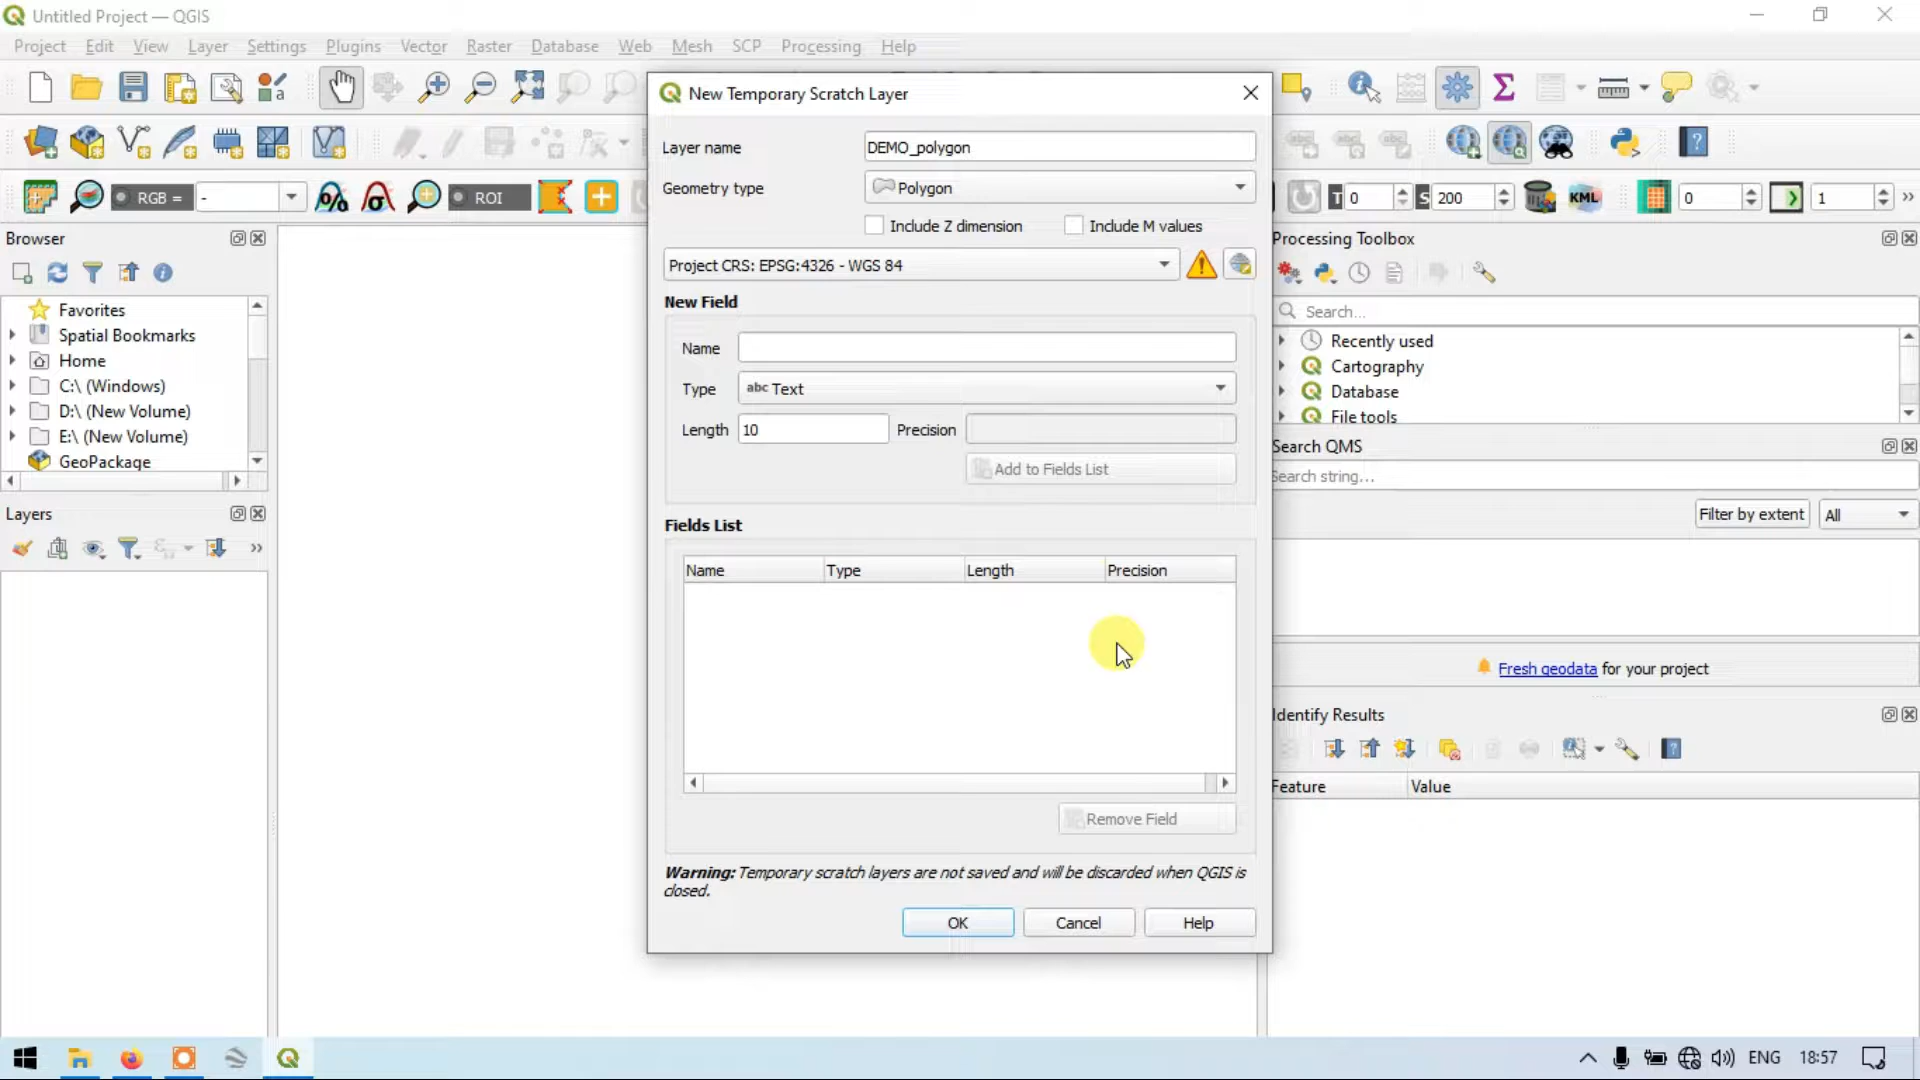 Untitled Project — QGIS
Project Edit View Layer Settings Plugins Vector Raster Database Web Mesh SCP Processing Help
New Temporary Scratch Layer
Layer name DEMO_polygon
Geometry type Polygon
Include Z dimension Include M values
Project CRS: EPSG:4326 - WGS 84
New Field
Name
Type abc Text
Length 10 Precision
Add to Fields List
Fields List
Name Type Length Precision
Remove Field
Warning: Temporary scratch layers are not saved and will be discarded when QGIS is
closed.
OK Cancel Help
RGB = -
ROI
T 0 S 200 KML 0 1 »
Browser
Favorites
Spatial Bookmarks
Home
C:\ (Windows)
D:\ (New Volume)
E:\ (New Volume)
GeoPackage
Layers
»
Processing Toolbox
Search...
Recently used
Cartography
Database
File tools
Search QMS
Search string...
Filter by extent All
Fresh geodata for your project
Identify Results
Feature Value
ENG 18:57